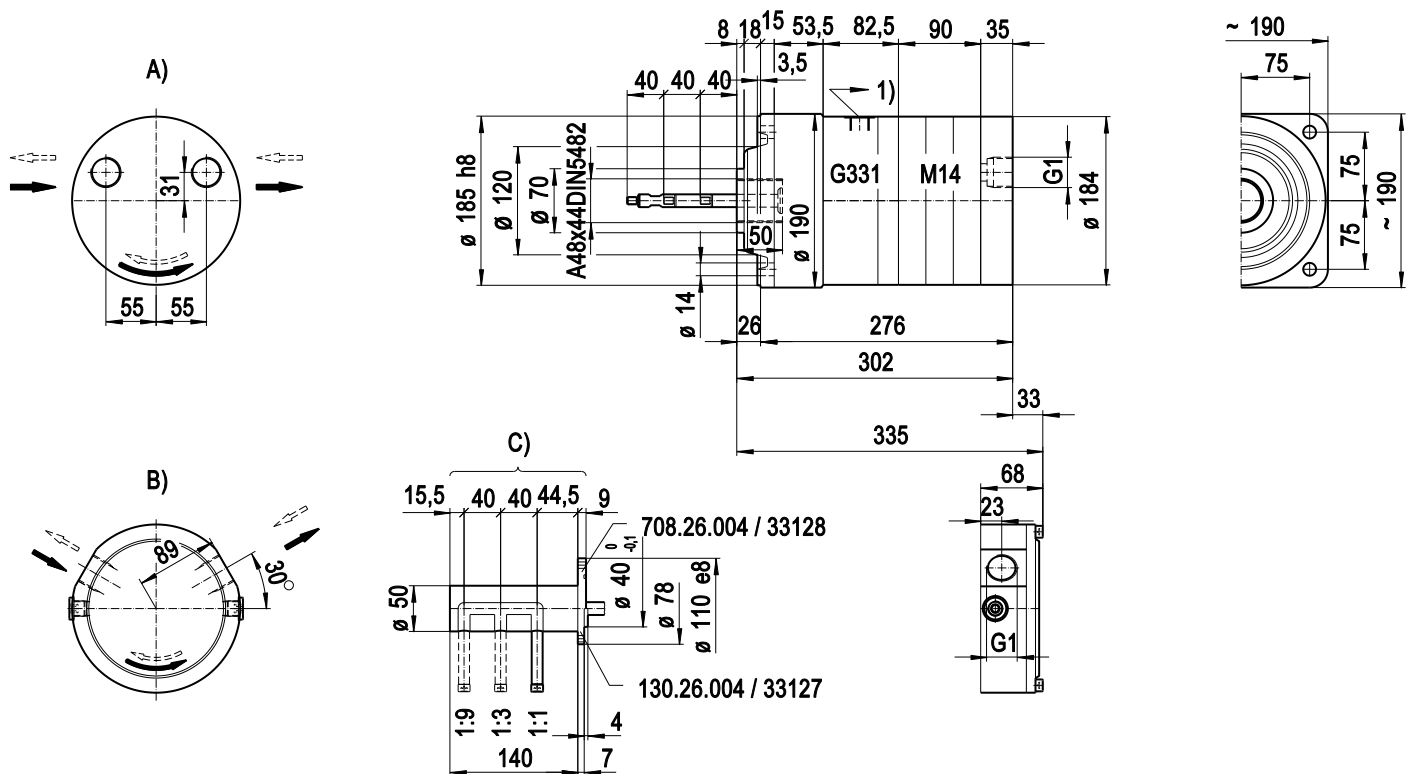 A)
31
55
55
8
18
15
53,5
82,5
90
35
3,5
40
40
40
1)
ø 185 h8
Ø 120
Ø 70
A48x44DIN5482
G331
M14
G1
ø 184
50
ø 190
ø 14
26
276
302
33
335
~ 190
75
75
75
~ 190
B)
89
30°
C)
15,5
40
40
44,5
9
708.26.004 / 33128
ø 50
ø 40 0 -0,1
ø 78
ø 110 e8
130.26.004 / 33127
1:9
1:3
1:1
4
140
7
68
23
G1